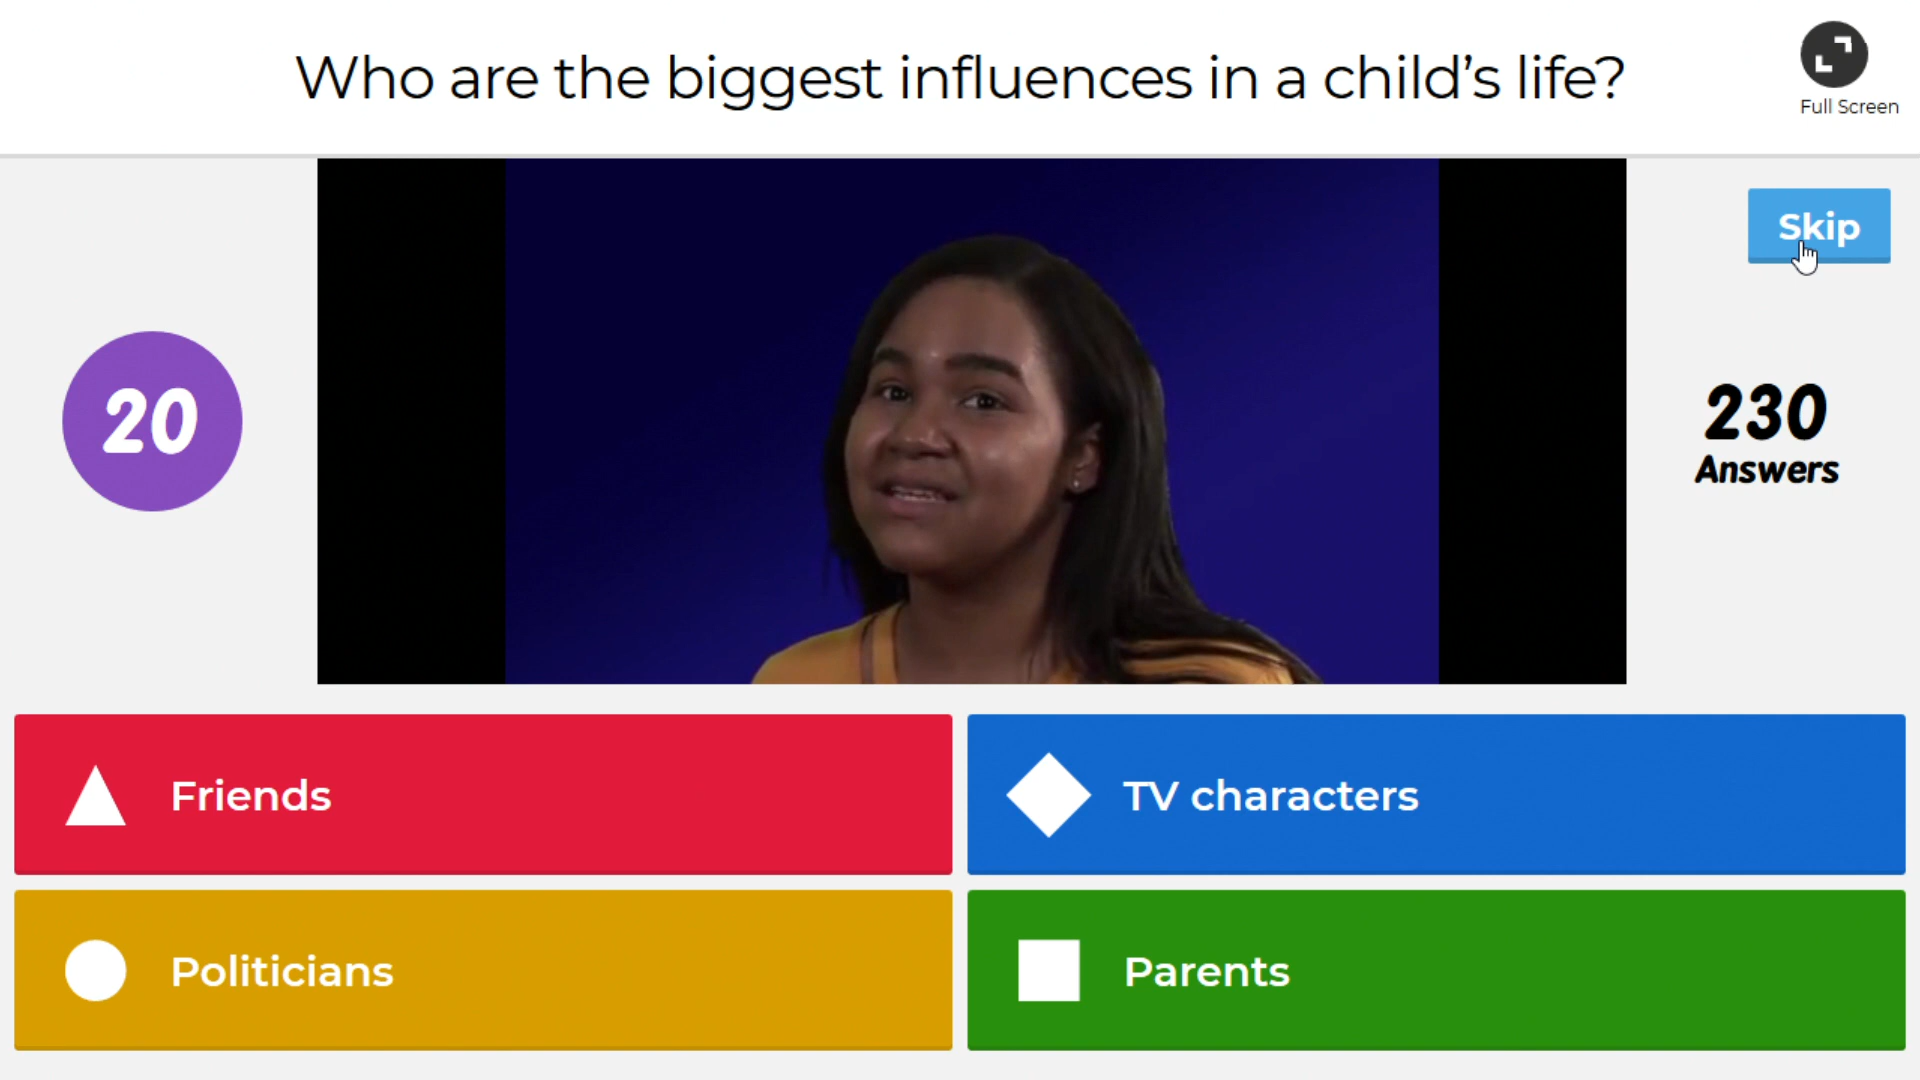 Who are the biggest influences in a child’s life?
Full Screen
Skip
20
230
Answers
Friends
TV characters
Politicians
Parents